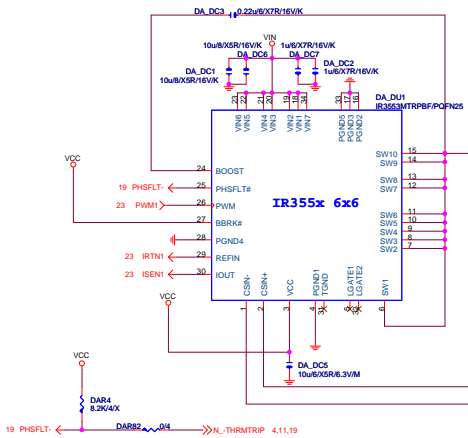 DA_DC3 0.22u/6/X7R/16V/K
VIN
10u/8/X5R/16V/K 1u/6/X7R/16V/K
DA_DC6 DA_DC7
DA_DC1 DA_DC2
10u/8/X5R/16V/K 1u/6/X7R/16V/K
DA_DU1
IR3553MTRPBF/PQFN25
23 22 21 20 19 18 34 33 17 16
VIN6 VIN5 VIN4 VIN3 VIN2 VIN1 VIN7 PGND5 PGND3 PGND2
VCC
SW10 15
SW9 14
24 BOOST
SW8 13
19 PHSFLT- 25 PHSFLT#
SW7 12
23 PWM1 26 PWM
IR355x 6x6
SW6 11
27 BBRK#
SW5 10
SW4 9
28 PGND4
SW3 8
SW2 7
23 IRTN1 29 REFIN
23 ISEN1 30 IOUT
CSIN- CSIN+ VCC PGND1 TGND LGATE1 LGATE2 SW1
VCC
1 2 3 4 31 5 32 6
DA_DC5
10u/6/X5R/6.3V/M
VCC
DAR4
8.2K/4/X
19 PHSFLT- DAR82 0/4 N_-THRMTRIP 4,11,19